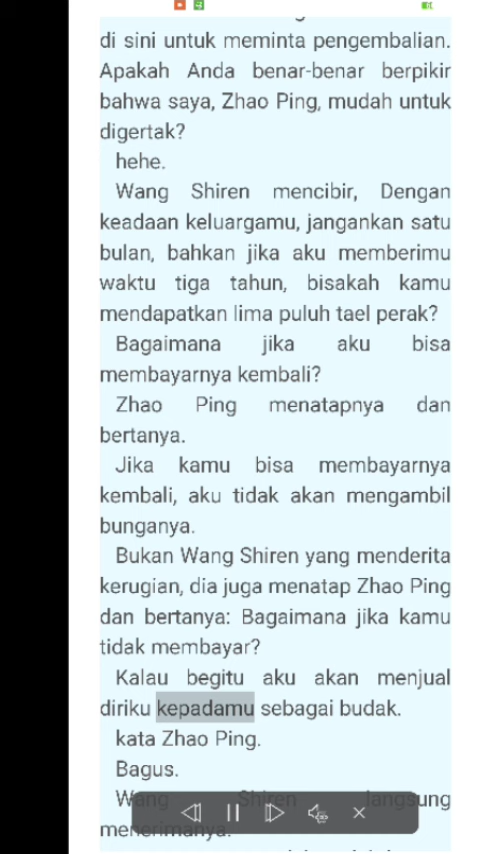 di sini untuk meminta pengembalian.
Apakah Anda benar-benar berpikir
bahwa saya, Zhao Ping, mudah untuk
digertak?
hehe.
Wang Shiren mencibir, Dengan
keadaan keluargamu, jangankan satu
bulan, bahkan jika aku memberimu
waktu tiga tahun, bisakah kamu
mendapatkan lima puluh tael perak?
Bagaimana jika aku bisa
membayarnya kembali?
Zhao Ping menatapnya dan
bertanya.
Jika kamu bisa membayarnya
kembali, aku tidak akan mengambil
bunganya.
Bukan Wang Shiren yang menderita
kerugian, dia juga menatap Zhao Ping
dan bertanya: Bagaimana jika kamu
tidak membayar?
Kalau begitu aku akan menjual
diriku kepadamu sebagai budak.
kata Zhao Ping.
Bagus.
Wang Shiren langsung
menerimanya.